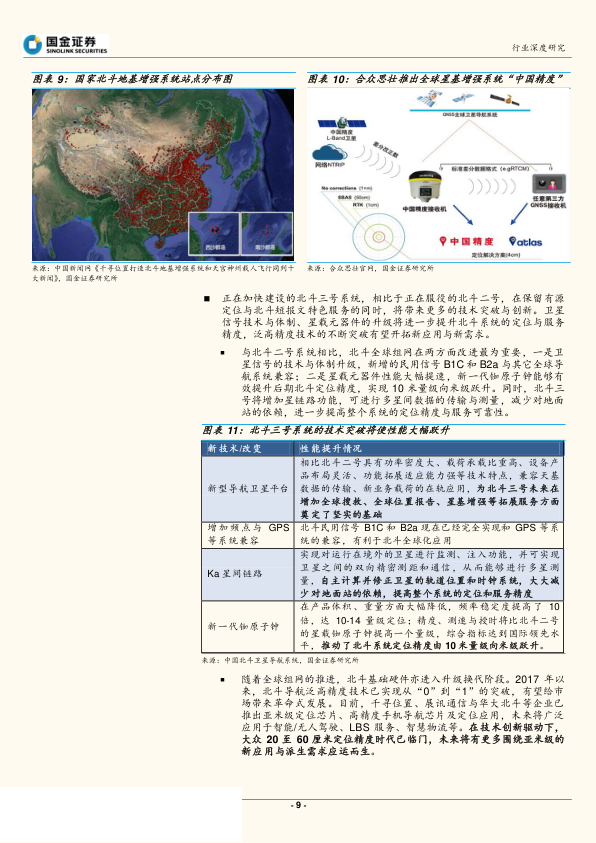 国金证券
SINOLINK SECURITIES
行业深度研究
图表 9：国家北斗地基增强系统站点分布图
图表 10：合众思壮推出全球星基增强系统“中国精度”
西沙群岛
南沙群岛
GNSS全球卫星导航系统
中国精度
L-Band卫星
差分改正数
网络NTRIP
标准差分数据格式（e.gRTCM）
No corrections (1nm)
SBAS (60cm)
RTK (1cm)
中国精度接收机
任意第三方
GNSS接收机
中国精度
atlas
定位解决方案(4cm)
来源：中国新闻网《千寻位置打造北斗地基增强系统和天宫神州载人飞行同列十
大新闻》，国金证券研究所
来源：合众思壮官网，国金证券研究所
■ 正在加快建设的北斗三号系统，相比于正在服役的北斗二号，在保留有源
定位与北斗短报文特色服务的同时，将带来更多的技术突破与创新。卫星
信号技术与体制、星载元器件的升级将进一步提升北斗系统的定位与服务
精度，泛高精度技术的不断突破有望开拓新应用与新需求。
▪ 与北斗二号系统相比，北斗全球组网在两方面改进最为重要，一是卫
星信号的技术与体制升级，新增的民用信号 B1C 和 B2a 与其它全球导
航系统兼容；二是星载元器件性能大幅提速，新一代铷原子钟能够有
效提升后期北斗定位精度，实现 10 米量级向米级跃升。同时，北斗三
号将增加星链路功能，可进行多星间数据的传输与测量，减少对地面
站的依赖，进一步提高整个系统的定位精度与服务可靠性。
图表 11：北斗三号系统的技术突破将使性能大幅跃升
新技术/改变 性能提升情况
相比北斗二号具有功率密度大、载荷承载比重高、设备产
品布局灵活、功能拓展适应能力强等技术特点，兼容天基
新型导航卫星平台 数据的传输、新业务载荷的在轨应用，为北斗三号未来在
增加全球搜救、全球位置报告、星基增强等拓展服务方面
奠定了坚实的基础
增加频点与 GPS 北斗民用信号 B1C 和 B2a 现在已经完全实现和 GPS 等系
等系统兼容 统的兼容，有利于北斗全球化应用
实现对运行在境外的卫星进行监测、注入功能，并可实现
卫星之间的双向精密测距和通信，从而能够进行多星测
Ka 星间链路
量，自主计算并修正卫星的轨道位置和时钟系统，大大减
少对地面站的依赖，提高整个系统的定位和服务精度
在产品体积、重量方面大幅降低，频率稳定度提高了 10
倍，达 10-14 量级定位；精度、测速与授时将比北斗二号
新一代铷原子钟
的星载铷原子钟提高一个量级，综合指标达到国际领先水
平，推动了北斗系统定位精度由 10 米量级向米级跃升。
来源：中国北斗卫星导航系统，国金证券研究所
▪ 随着全球组网的推进，北斗基础硬件亦进入升级换代阶段。2017 年以
来，北斗导航泛高精度技术已实现从“0”到“1”的突破，有望给市
场带来革命式发展。目前，千寻位置、展讯通信与华大北斗等企业已
推出亚米级定位芯片、高精度手机导航芯片及定位应用，未来将广泛
应用于智能/无人驾驶、LBS 服务、智慧物流等。在技术创新驱动下，
大众 20 至 60 厘米定位精度时代已临门，未来将有更多围绕亚米级的
新应用与派生需求应运而生。
- 9 -